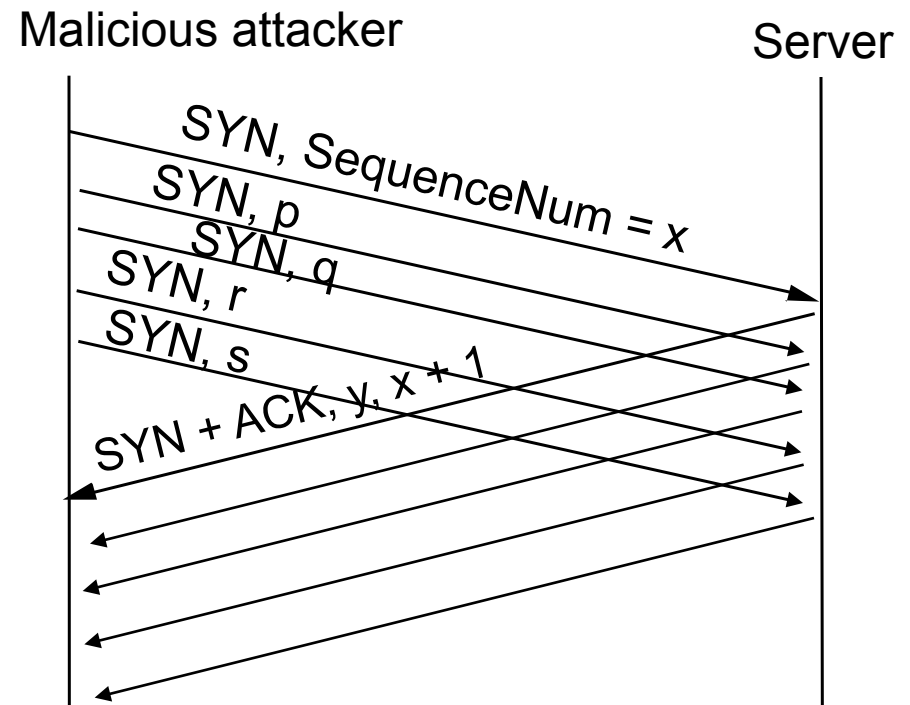 Malicious attacker
Server
SYN, SequenceNum = x
SYN, p
SYN, q
SYN, r
SYN, s
SYN + ACK, y, x + 1